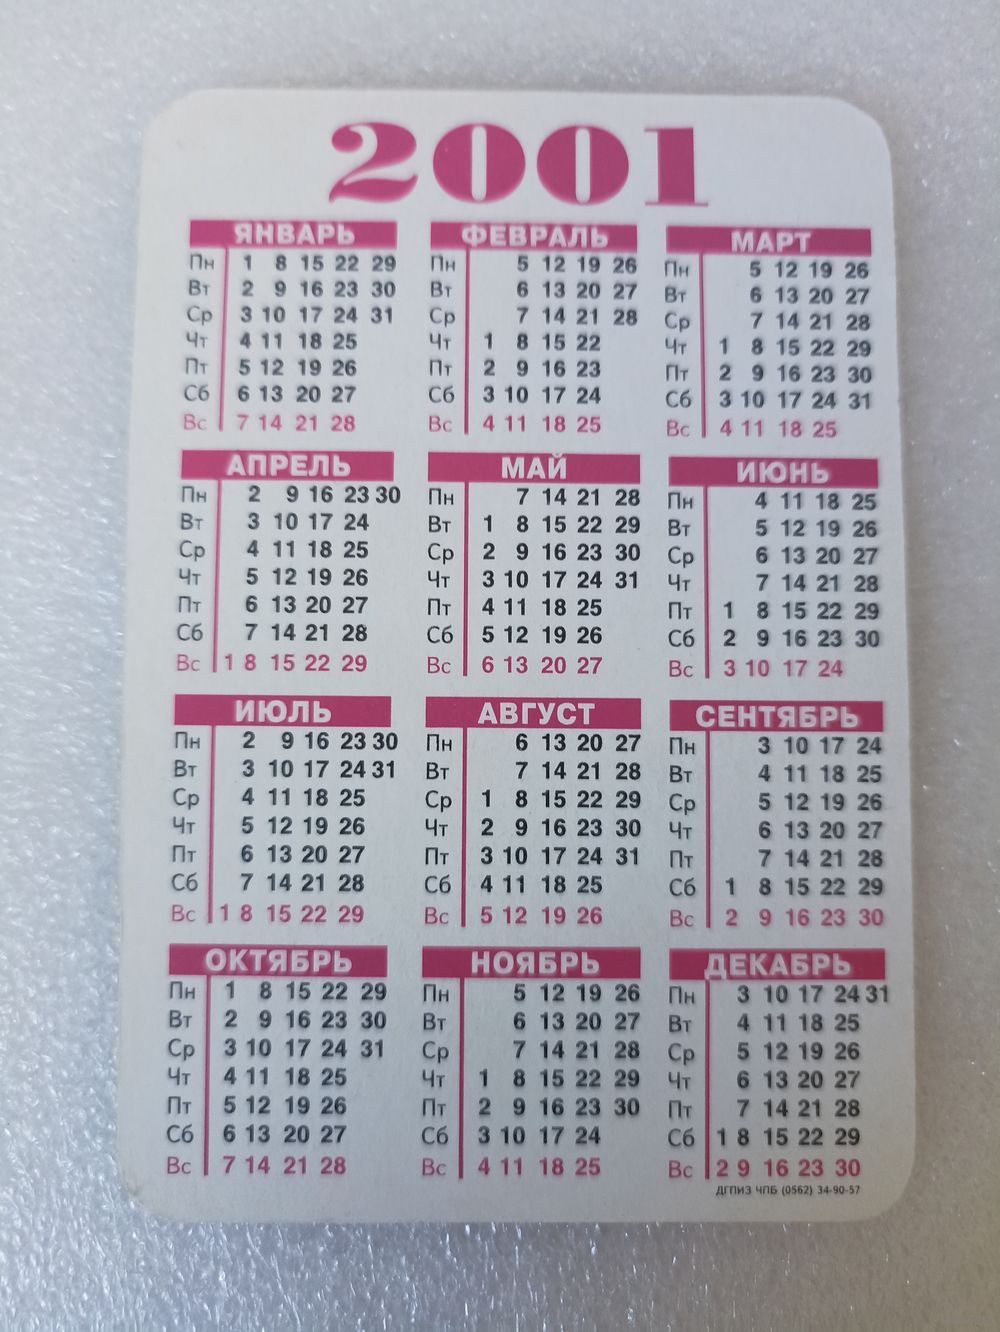 2001
ЯНВАРЬ ФЕВРАЛЬ МАРТ
Пн 1 8 15 22 29 Пн 5 12 19 26 Пн 5 12 19 26
Вт 2 9 16 23 30 Вт 6 13 20 27 Вт 6 13 20 27
Ср 3 10 17 24 31 Ср 7 14 21 28 Ср 7 14 21 28
Чт 4 11 18 25 Чт 1 8 15 22 Чт 1 8 15 22 29
Пт 5 12 19 26 Пт 2 9 16 23 Пт 2 9 16 23 30
Сб 6 13 20 27 Сб 3 10 17 24 Сб 3 10 17 24 31
Вс 7 14 21 28 Вс 4 11 18 25 Вс 4 11 18 25
АПРЕЛЬ МАЙ ИЮНЬ
Пн 2 9 16 23 30 Пн 7 14 21 28 Пн 4 11 18 25
Вт 3 10 17 24 Вт 1 8 15 22 29 Вт 5 12 19 26
Ср 4 11 18 25 Ср 2 9 16 23 30 Ср 6 13 20 27
Чт 5 12 19 26 Чт 3 10 17 24 31 Чт 7 14 21 28
Пт 6 13 20 27 Пт 4 11 18 25 Пт 1 8 15 22 29
Сб 7 14 21 28 Сб 5 12 19 26 Сб 2 9 16 23 30
Вс 1 8 15 22 29 Вс 6 13 20 27 Вс 3 10 17 24
ИЮЛЬ АВГУСТ СЕНТЯБРЬ
Пн 2 9 16 23 30 Пн 6 13 20 27 Пн 3 10 17 24
Вт 3 10 17 24 31 Вт 7 14 21 28 Вт 4 11 18 25
Ср 4 11 18 25 Ср 1 8 15 22 29 Ср 5 12 19 26
Чт 5 12 19 26 Чт 2 9 16 23 30 Чт 6 13 20 27
Пт 6 13 20 27 Пт 3 10 17 24 31 Пт 7 14 21 28
Сб 7 14 21 28 Сб 4 11 18 25 Сб 1 8 15 22 29
Вс 1 8 15 22 29 Вс 5 12 19 26 Вс 2 9 16 23 30
ОКТЯБРЬ НОЯБРЬ ДЕКАБРЬ
Пн 1 8 15 22 29 Пн 5 12 19 26 Пн 3 10 17 24 31
Вт 2 9 16 23 30 Вт 6 13 20 27 Вт 4 11 18 25
Ср 3 10 17 24 31 Ср 7 14 21 28 Ср 5 12 19 26
Чт 4 11 18 25 Чт 1 8 15 22 29 Чт 6 13 20 27
Пт 5 12 19 26 Пт 2 9 16 23 30 Пт 7 14 21 28
Сб 6 13 20 27 Сб 3 10 17 24 Сб 1 8 15 22 29
Вс 7 14 21 28 Вс 4 11 18 25 Вс 2 9 16 23 30
ДГПИЗ ЧПБ (0562) 34-90-57